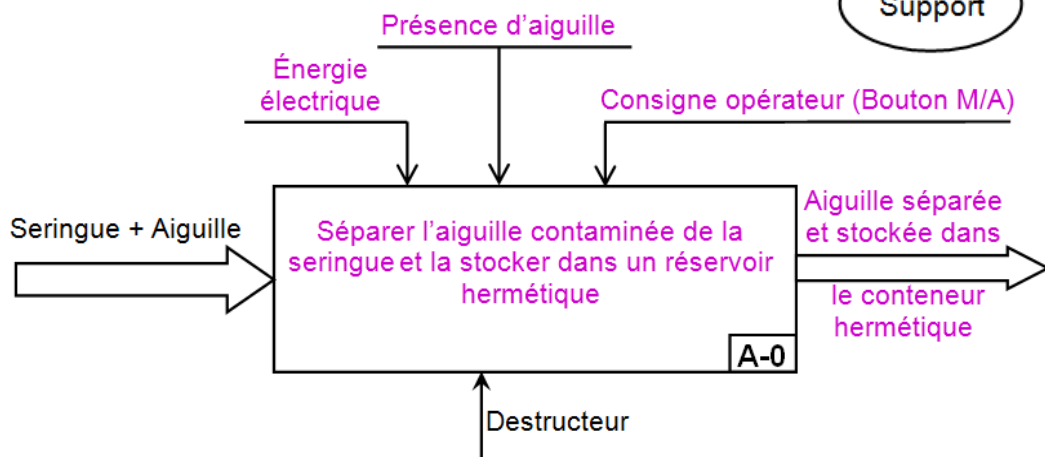 Support
Présence d’aiguille
Énergie
électrique
Consigne opérateur (Bouton M/A)
Seringue + Aiguille
Séparer l’aiguille contaminée de la
seringue et la stocker dans un réservoir
hermétique
A-0
Aiguille séparée
et stockée dans
le conteneur
hermétique
Destructeur